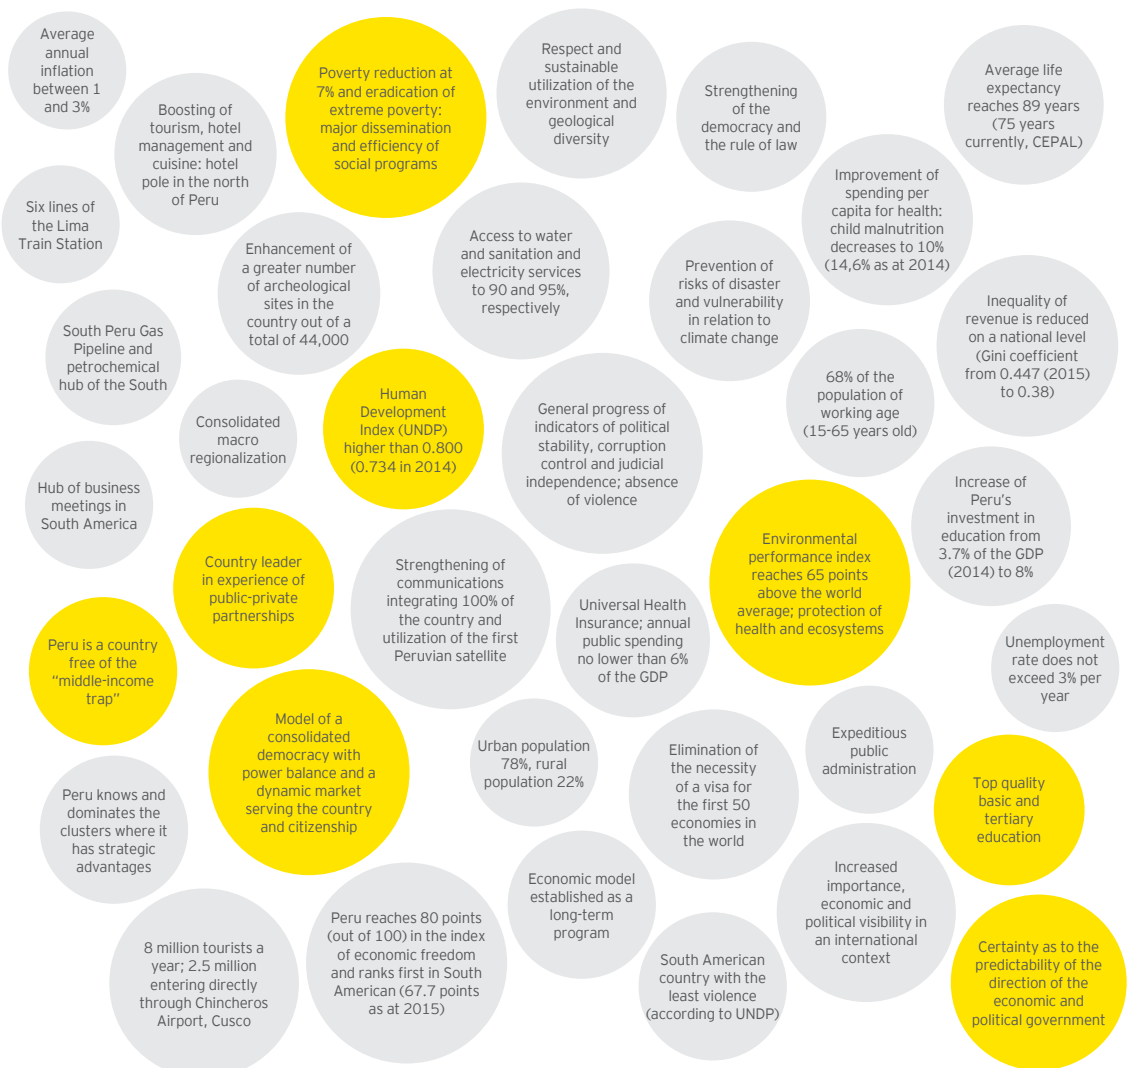 Average
annual
inflation
between 1
and 3%
Boosting of
tourism, hotel
management and
cuisine: hotel
pole in the north
of Peru
Poverty reduction at
7% and eradication of
extreme poverty:
major dissemination
and efficiency of
social programs
Respect and
sustainable
utilization of the
environment and
geological
diversity
Strengthening
of the
democracy and
the rule of law
Average life
expectancy
reaches 89 years
(75 years
currently, CEPAL)
Six lines of
the Lima
Train Station
Enhancement of
a greater number
of archeological
sites in the
country out of a
total of 44,000
Access to water
and sanitation and
electricity services
to 90 and 95%,
respectively
Prevention of
risks of disaster
and vulnerability
in relation to
climate change
Improvement of
spending per
capita for health:
child malnutrition
decreases to 10%
(14,6% as at 2014)
Inequality of
revenue is reduced
on a national level
(Gini coefficient
from 0.447 (2015)
to 0.38)
South Peru Gas
Pipeline and
petrochemical
hub of the South
Consolidated
macro
regionalization
Human
Development
Index (UNDP)
higher than 0.800
(0.734 in 2014)
General progress of
indicators of political
stability, corruption
control and judicial
independence; absence
of violence
68% of the
population of
working age
(15-65 years old)
Hub of business
meetings in
South America
Country leader
in experience of
public-private
partnerships
Strengthening of
communications
integrating 100% of
the country and
utilization of the first
Peruvian satellite
Universal Health
Insurance; annual
public spending
no lower than 6%
of the GDP
Environmental
performance index
reaches 65 points
above the world
average; protection of
health and ecosystems
Increase of
Peru's
investment in
education from
3.7% of the GDP
(2014) to 8%
Peru is a country
free of the
“middle-income
trap”
Model of a
consolidated
democracy with
power balance and a
dynamic market
serving the country
and citizenship
Urban population
78%, rural
population 22%
Elimination of
the necessity
of a visa for
the first 50
economies in
the world
Expeditious
public
administration
Unemployment
rate does not
exceed 3% per
year
Peru knows and
dominates the
clusters where it
has strategic
advantages
Top quality
basic and
tertiary
education
8 million tourists a
year; 2.5 million
entering directly
through Chincheros
Airport, Cusco
Peru reaches 80 points
(out of 100) in the index
of economic freedom
and ranks first in South
American (67.7 points
as at 2015)
Economic model
established as a
long-term
program
South American
country with the
least violence
(according to UNDP)
Increased
importance,
economic and
political visibility in
an international
context
Certainty as to the
predictability of the
direction of the
economic and
political government